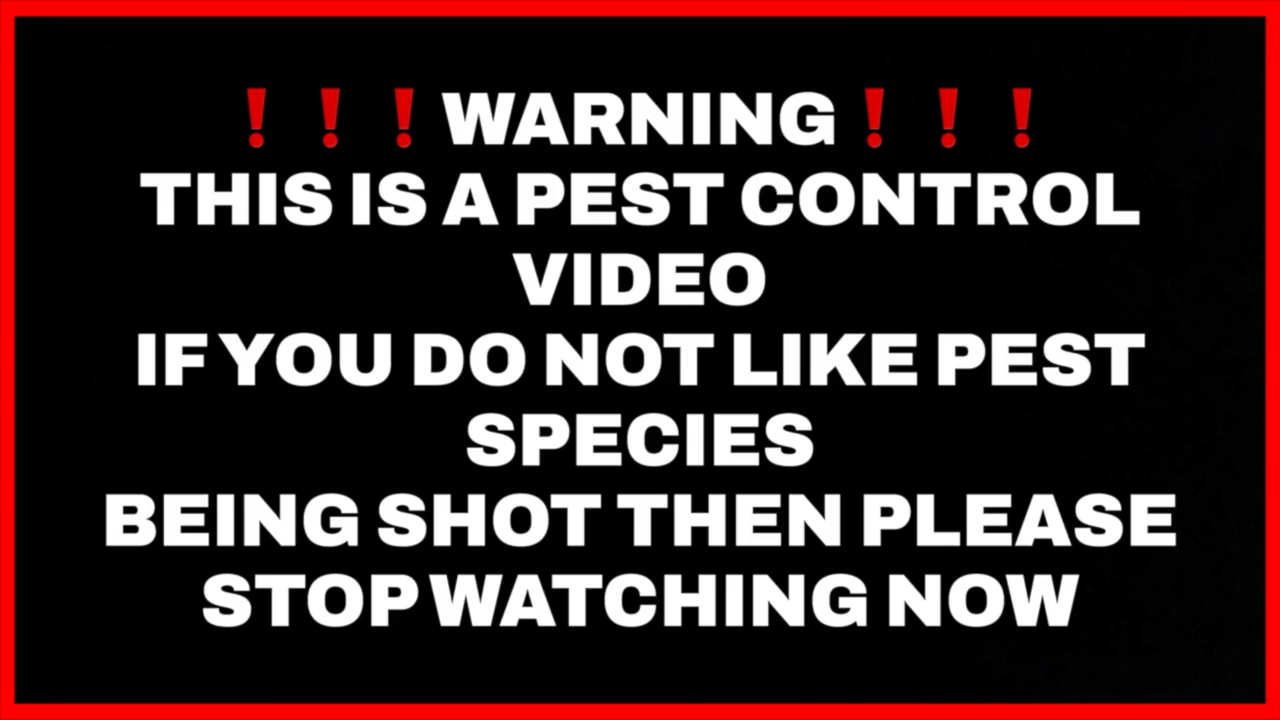 ❗❗❗WARNING❗❗❗
THIS IS A PEST CONTROL
VIDEO
IF YOU DO NOT LIKE PEST
SPECIES
BEING SHOT THEN PLEASE
STOP WATCHING NOW